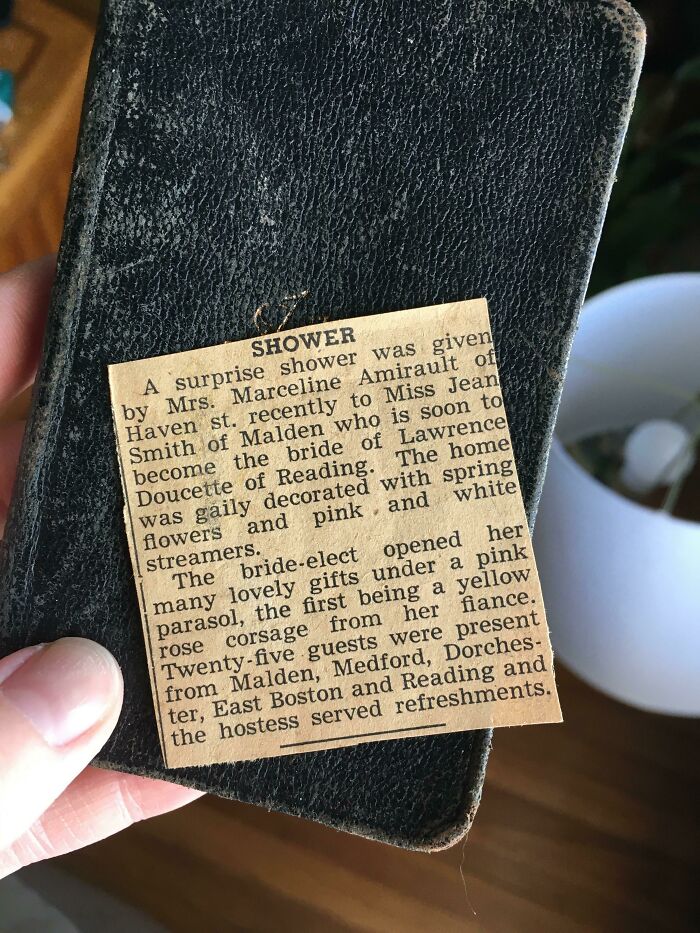 SHOWER
A surprise shower was given
by Mrs. Marceline Amirault of
Haven st. recently to Miss Jean
Smith of Malden who is soon to
become the bride of Lawrence
Doucette of Reading. The home
was gaily decorated with spring
flowers and pink and white
streamers.
The bride-elect opened her
many lovely gifts under a pink
parasol, the first being a yellow
rose corsage from her fiance.
Twenty-five guests were present
from Malden, Medford, Dorches-
ter, East Boston and Reading and
the hostess served refreshments.